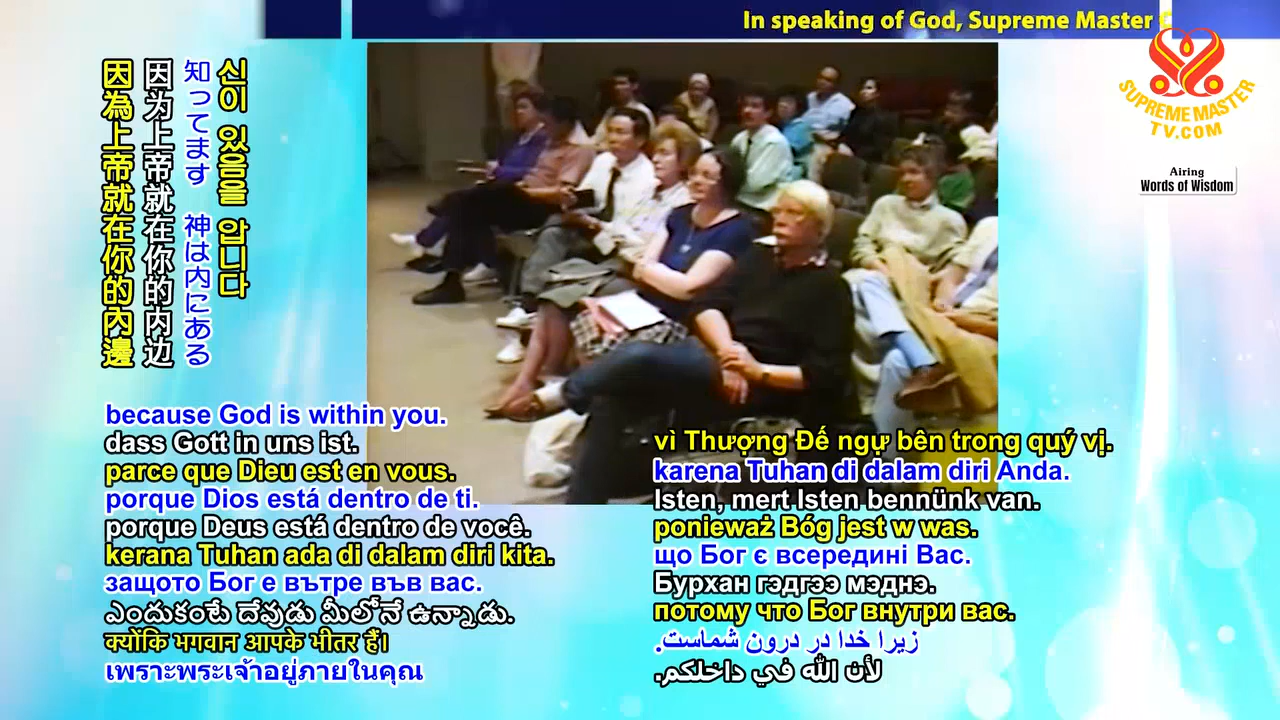 In speaking of God, Supreme Master
SUPREME MASTER
TV.COM
Airing
Words of Wisdom
신이 있음을 압니다
知ってます 神は内にある
因为上帝就在你的内边
因為上帝就在你的內邊
because God is within you.
dass Gott in uns ist.
parce que Dieu est en vous.
porque Dios está dentro de ti.
porque Deus está dentro de você.
kerana Tuhan ada di dalam diri kita.
защото Бог е вътре във вас.
ఎందుకంటే దేవుడు మీలోనే ఉన్నాడు.
क्योंकि भगवान आपके भीतर हैं।
เพราะพระเจ้าอยู่ภายในคุณ
vì Thượng Đế ngự bên trong quý vị.
karena Tuhan di dalam diri Anda.
Isten, mert Isten bennünk van.
ponieważ Bóg jest w was.
що Бог є всередині Вас.
Бурхан гэдгээ мэднэ.
потому что Бог внутри вас.
زیرا خدا در درون شماست.
لأن الله في داخلكم.